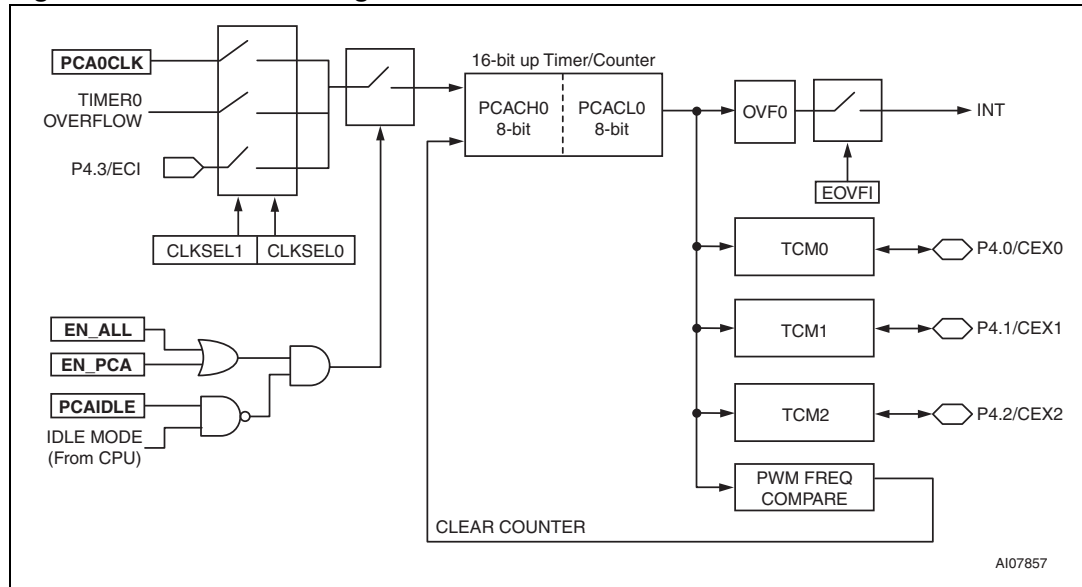 16-bit up Timer/Counter
PCA0CLK
TIMER0
OVERFLOW
P4.3/ECI
CLKSEL1
CLKSEL0
PCACH0
8-bit
PCACL0
8-bit
OVF0
INT
EOVFI
TCM0
P4.0/CEX0
TCM1
P4.1/CEX1
TCM2
P4.2/CEX2
PWM FREQ
COMPARE
EN_ALL
EN_PCA
PCAIDLE
IDLE MODE
(From CPU)
CLEAR COUNTER
AI07857